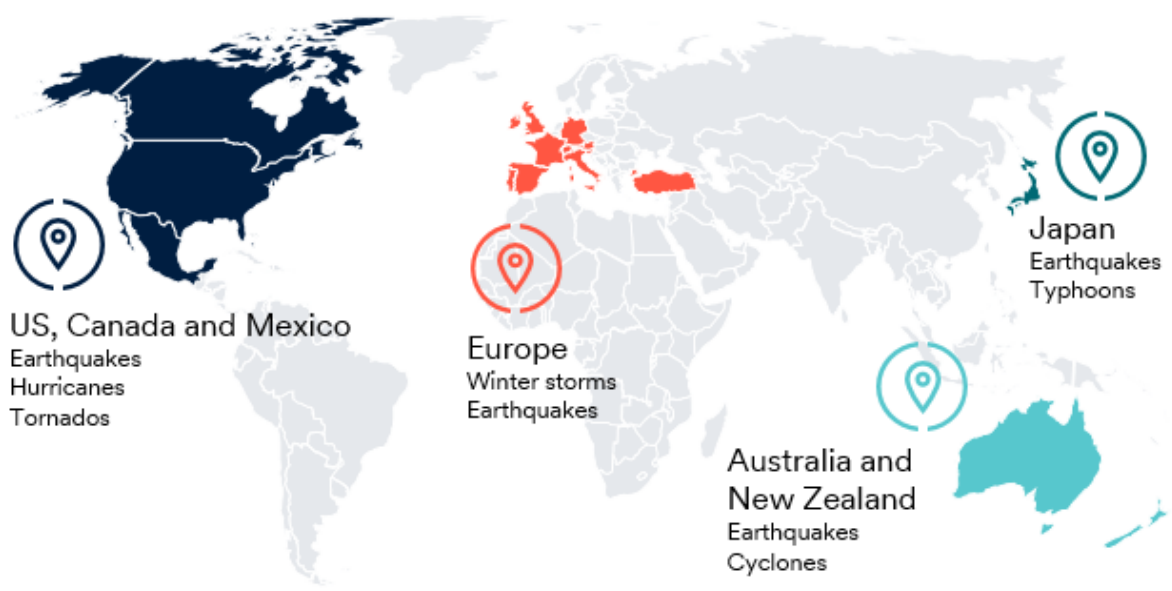 US, Canada and Mexico
Earthquakes
Hurricanes
Tornados
Europe
Winter storms
Earthquakes
Japan
Earthquakes
Typhoons
Australia and
New Zealand
Earthquakes
Cyclones